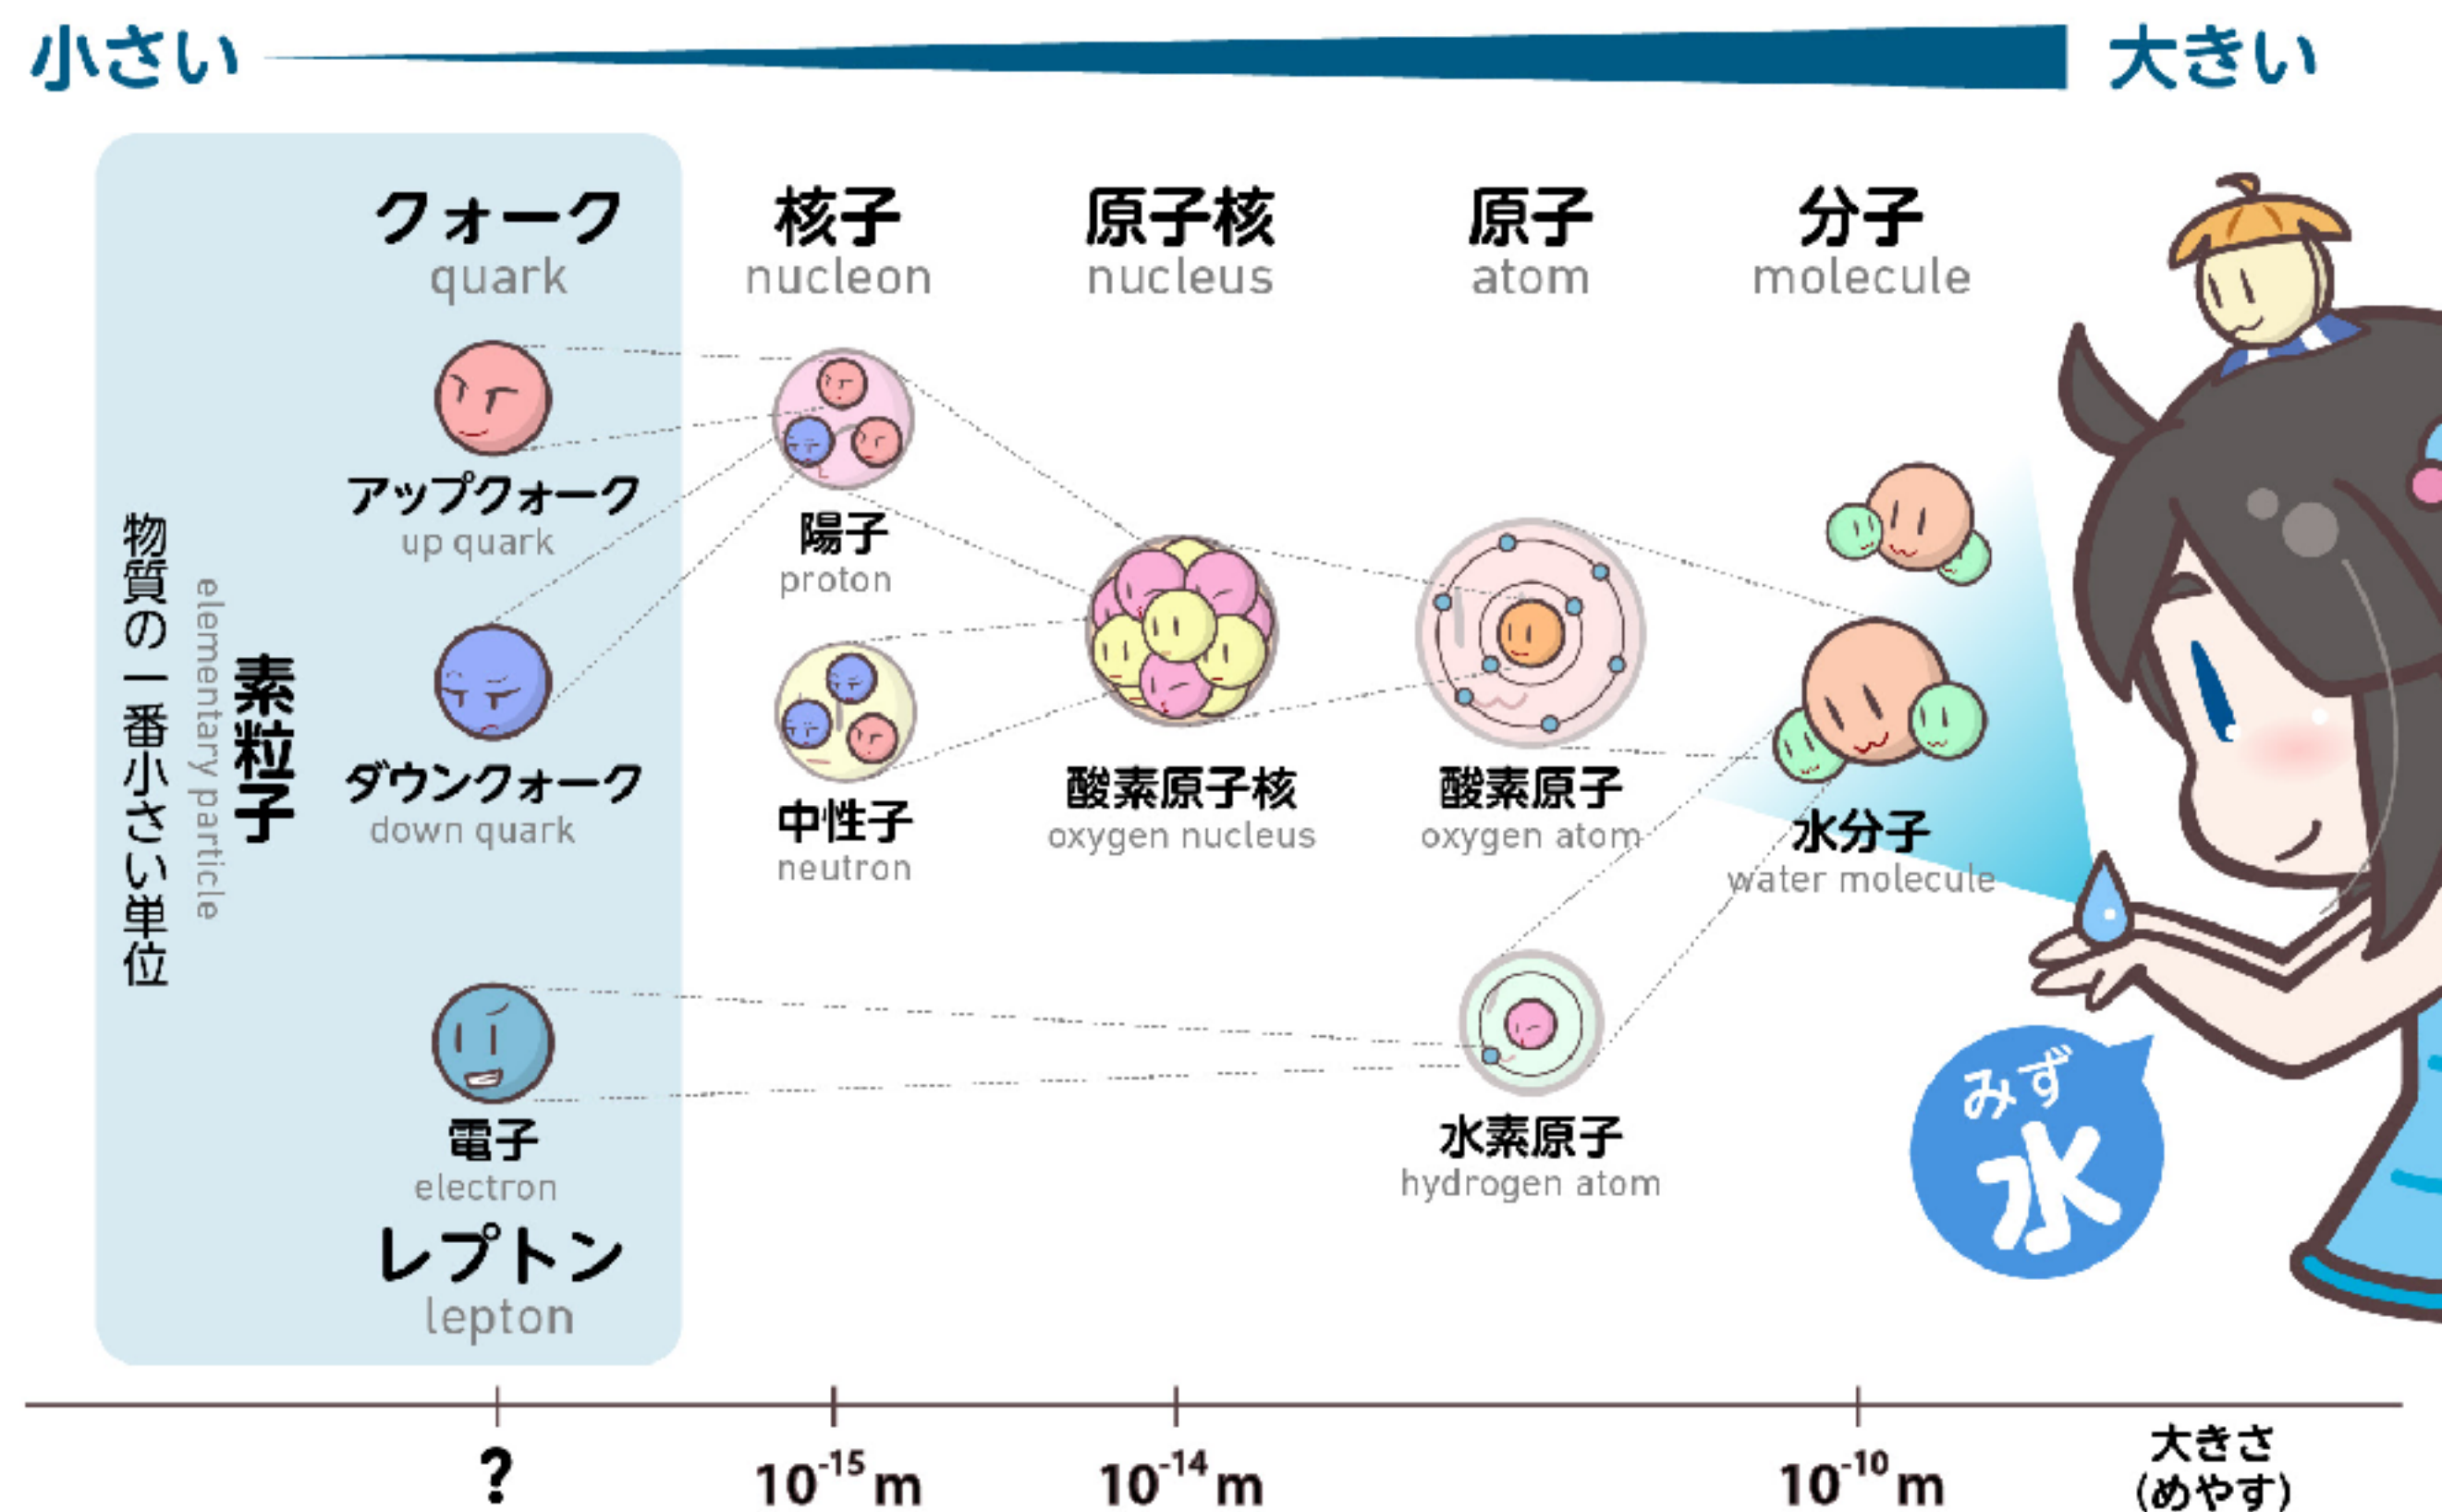 小さい
大きい
物質の一番小さい単位
elementary particle
素粒子
クォーク
quark
アップクォーク
up quark
ダウンクォーク
down quark
電子
electron
レプトン
lepton
核子
nucleon
陽子
proton
中性子
neutron
原子核
nucleus
酸素原子核
oxygen nucleus
原子
atom
酸素原子
oxygen atom
水素原子
hydrogen atom
分子
molecule
水分子
water molecule
みず
水
?
10⁻¹⁵ m
10⁻¹⁴ m
10⁻¹⁰ m
大きさ
(めやす)